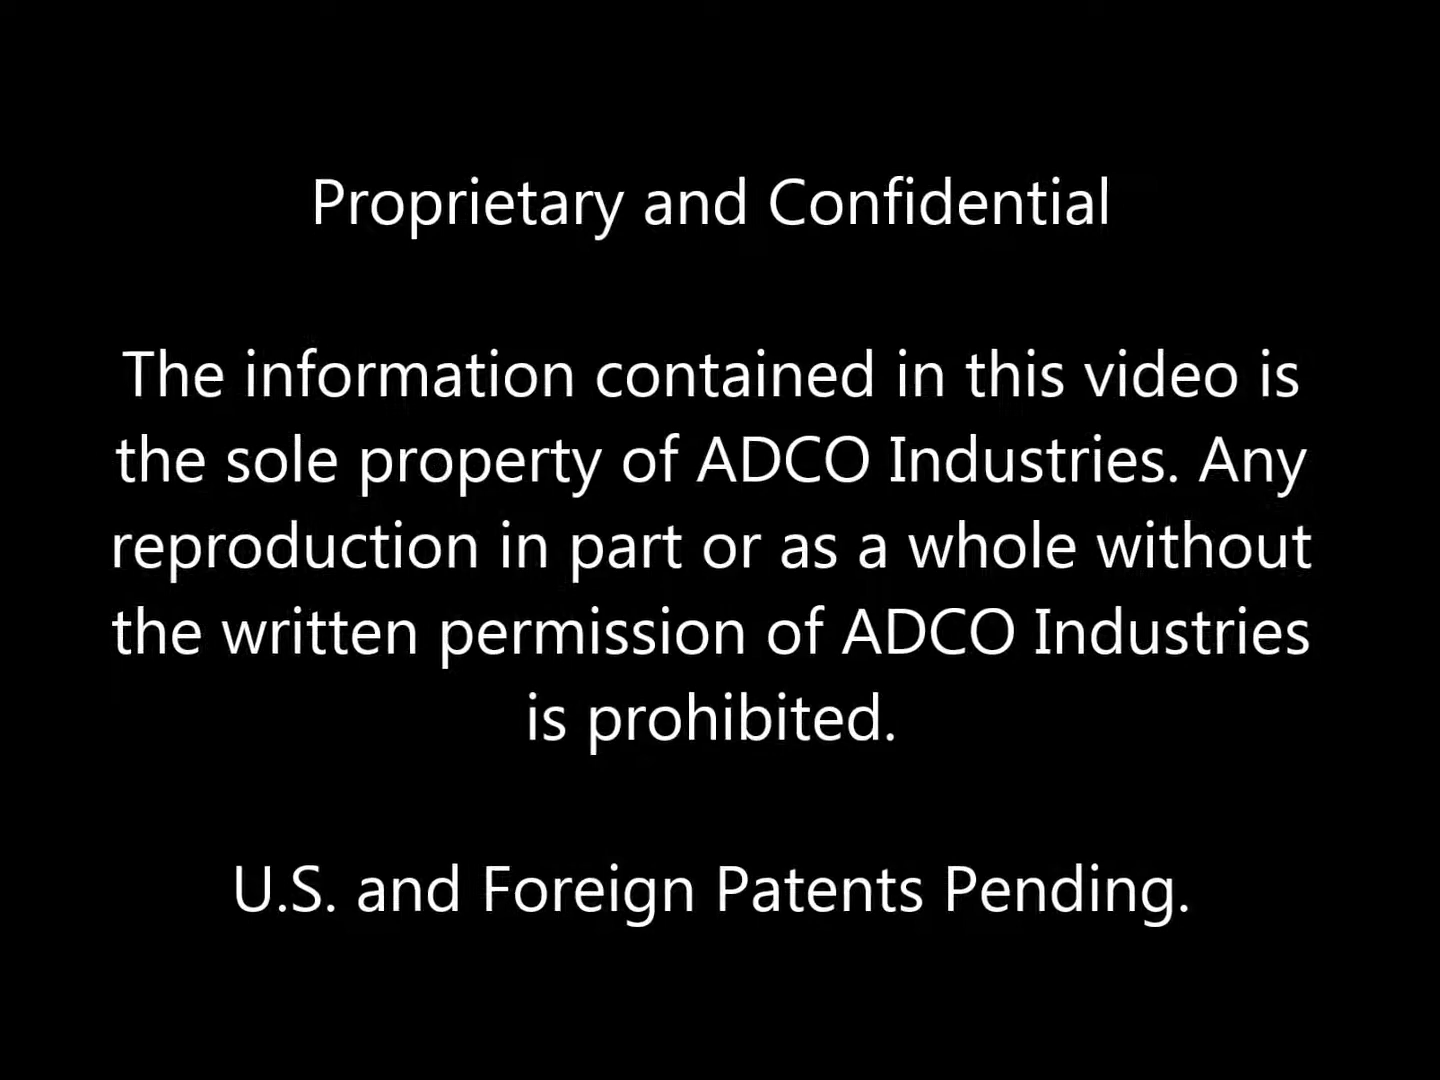 Proprietary and Confidential
The information contained in this video is
the sole property of ADCO Industries. Any
reproduction in part or as a whole without
the written permission of ADCO Industries
is prohibited.
U.S. and Foreign Patents Pending.